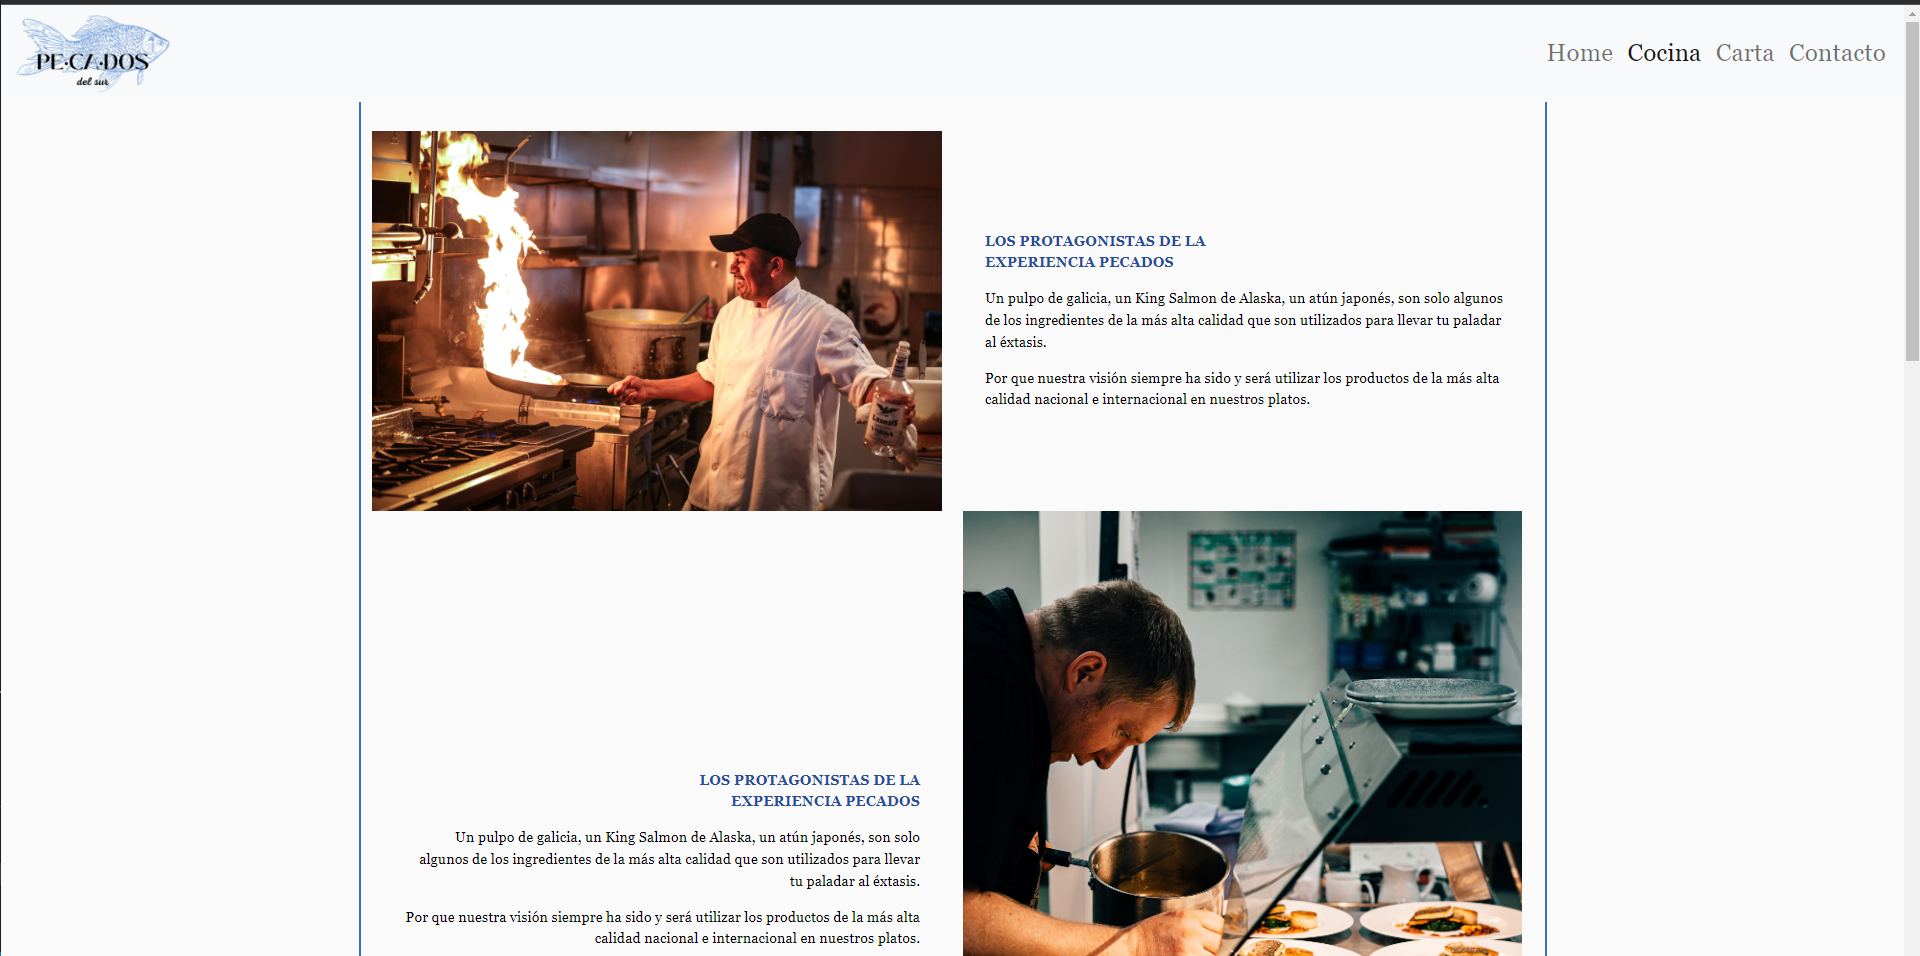 PE·CA·DOS
del sur
Home Cocina Carta Contacto
LOS PROTAGONISTAS DE LA
EXPERIENCIA PECADOS
Un pulpo de galicia, un King Salmon de Alaska, un atún japonés, son solo algunos
de los ingredientes de la más alta calidad que son utilizados para llevar tu paladar
al éxtasis.
Por que nuestra visión siempre ha sido y será utilizar los productos de la más alta
calidad nacional e internacional en nuestros platos.
LOS PROTAGONISTAS DE LA
EXPERIENCIA PECADOS
Un pulpo de galicia, un King Salmon de Alaska, un atún japonés, son solo
algunos de los ingredientes de la más alta calidad que son utilizados para llevar
tu paladar al éxtasis.
Por que nuestra visión siempre ha sido y será utilizar los productos de la más alta
calidad nacional e internacional en nuestros platos.